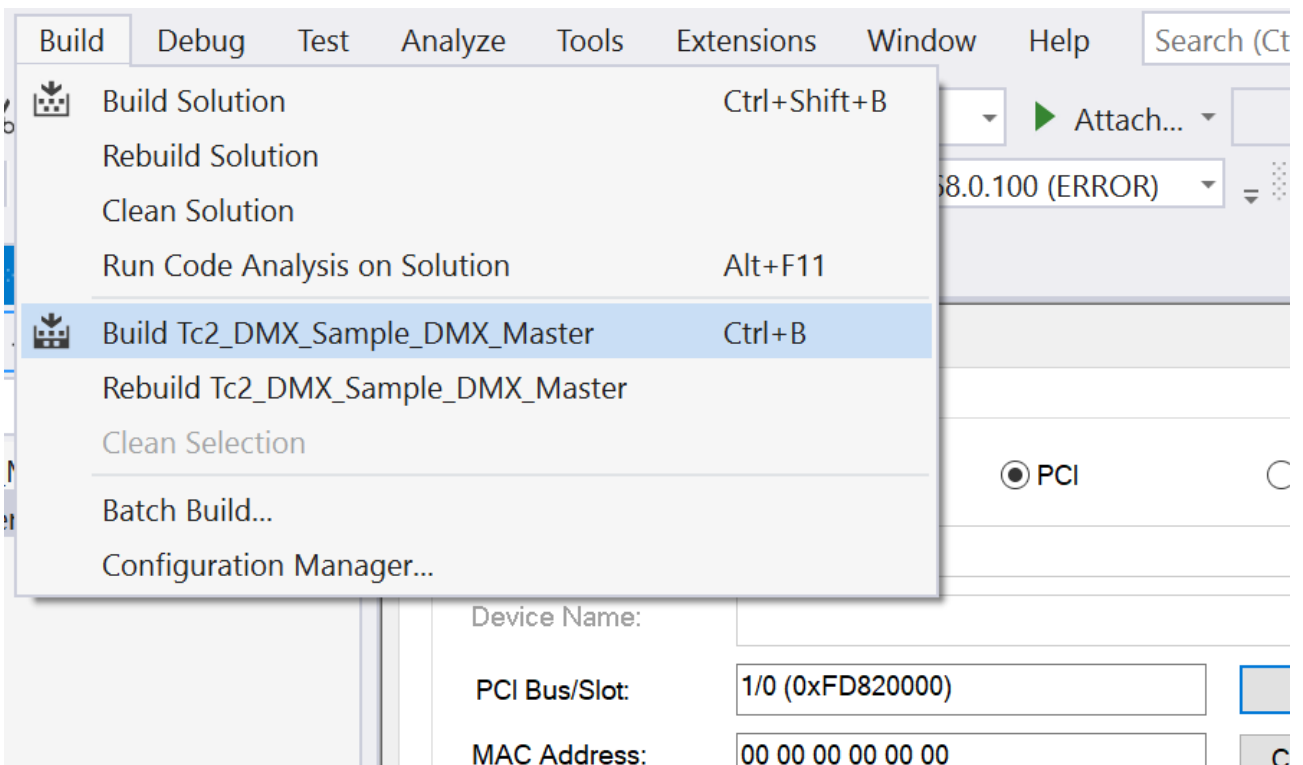 Build Debug Test Analyze Tools Extensions Window Help Search (Ct
Build Solution Ctrl+Shift+B
Attach...
Rebuild Solution
58.0.100 (ERROR)
Clean Solution
Run Code Analysis on Solution Alt+F11
Build Tc2_DMX_Sample_DMX_Master Ctrl+B
Rebuild Tc2_DMX_Sample_DMX_Master
Clean Selection
PCI
Batch Build...
Configuration Manager...
Device Name:
PCI Bus/Slot: 1/0 (0xFD820000)
MAC Address: 00 00 00 00 00 00